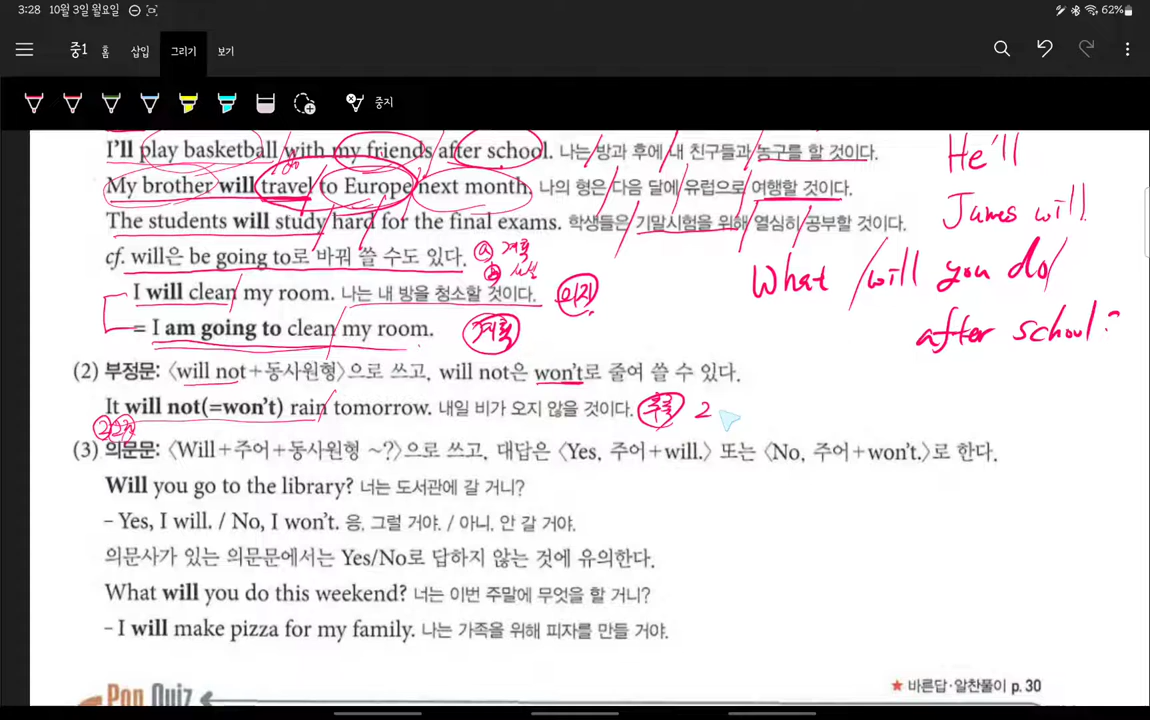 3:28 10월 3일 월요일 62%
중1 홈 삽입 그리기 보기
중지
I'll play basketball with my friends after school. 나는 방과 후에 내 친구들과 농구를 할 것이다.
He'll
My brother will travel to Europe next month. 나의 형은 다음 달에 유럽으로 여행할 것이다.
James will
The students will study hard for the final exams. 학생들은 기말시험을 위해 열심히 공부할 것이다.
cf. will은 be going to로 바꿔 쓸 수도 있다. ⓐ 계획
What will you do
I will clean my room. 나는 내 방을 청소할 것이다. 의지
after school?
= I am going to clean my room. 계획
(2) 부정문: 〈will not+동사원형〉으로 쓰고, will not은 won't로 줄여 쓸 수 있다.
It will not(=won't) rain tomorrow. 내일 비가 오지 않을 것이다. 2
(3) 의문문: 〈Will+주어+동사원형 ~?〉으로 쓰고, 대답은 〈Yes, 주어+will.〉 또는 〈No, 주어+won't.〉로 한다.
Will you go to the library? 너는 도서관에 갈 거니?
– Yes, I will. / No, I won't. 응, 그럴 거야. / 아니, 안 갈 거야.
의문사가 있는 의문문에서는 Yes/No로 답하지 않는 것에 유의한다.
What will you do this weekend? 너는 이번 주말에 무엇을 할 거니?
– I will make pizza for my family. 나는 가족을 위해 피자를 만들 거야.
★ 바른답·알찬풀이 p. 30
Pop Quiz